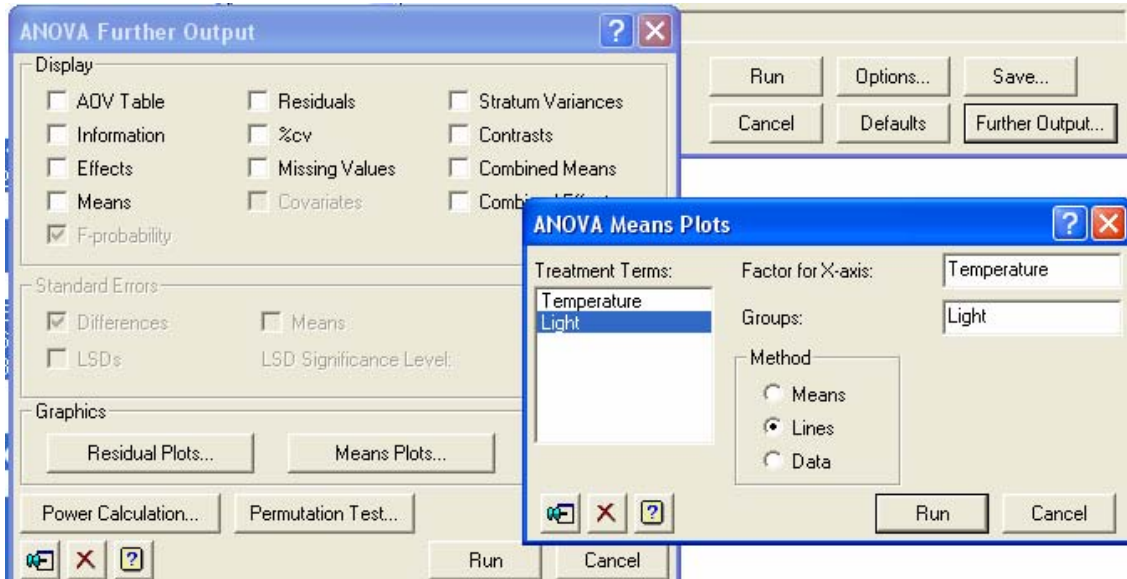 ANOVA Further Output
Display
AOV Table
Residuals
Stratum Variances
Information
%cv
Contrasts
Effects
Missing Values
Combined Means
Means
Covariates
F-probability
Standard Errors
Differences
Means
LSDs
LSD Significance Level:
Graphics
Residual Plots...
Means Plots...
Power Calculation...
Permutation Test...
Run
Cancel
Run
Options...
Save...
Cancel
Defaults
Further Output...
ANOVA Means Plots
Treatment Terms:
Temperature
Light
Factor for X-axis:
Temperature
Groups:
Light
Method
Means
Lines
Data
Run
Cancel